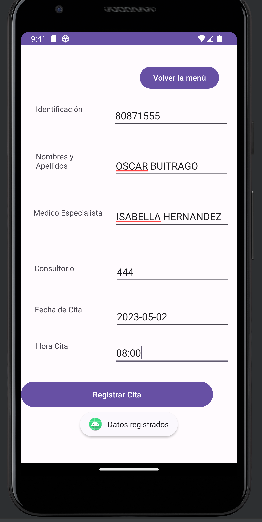 9:41
Volver la menú
Identificación
80871555
Nombres y
Apellidos
OSCAR BUITRAGO
Medico Especialista
ISABELLA HERNANDEZ
Consultorio
444
Fecha de Cita
2023-05-02
Hora Cita
08:00
Registrar Cita
Datos registrados